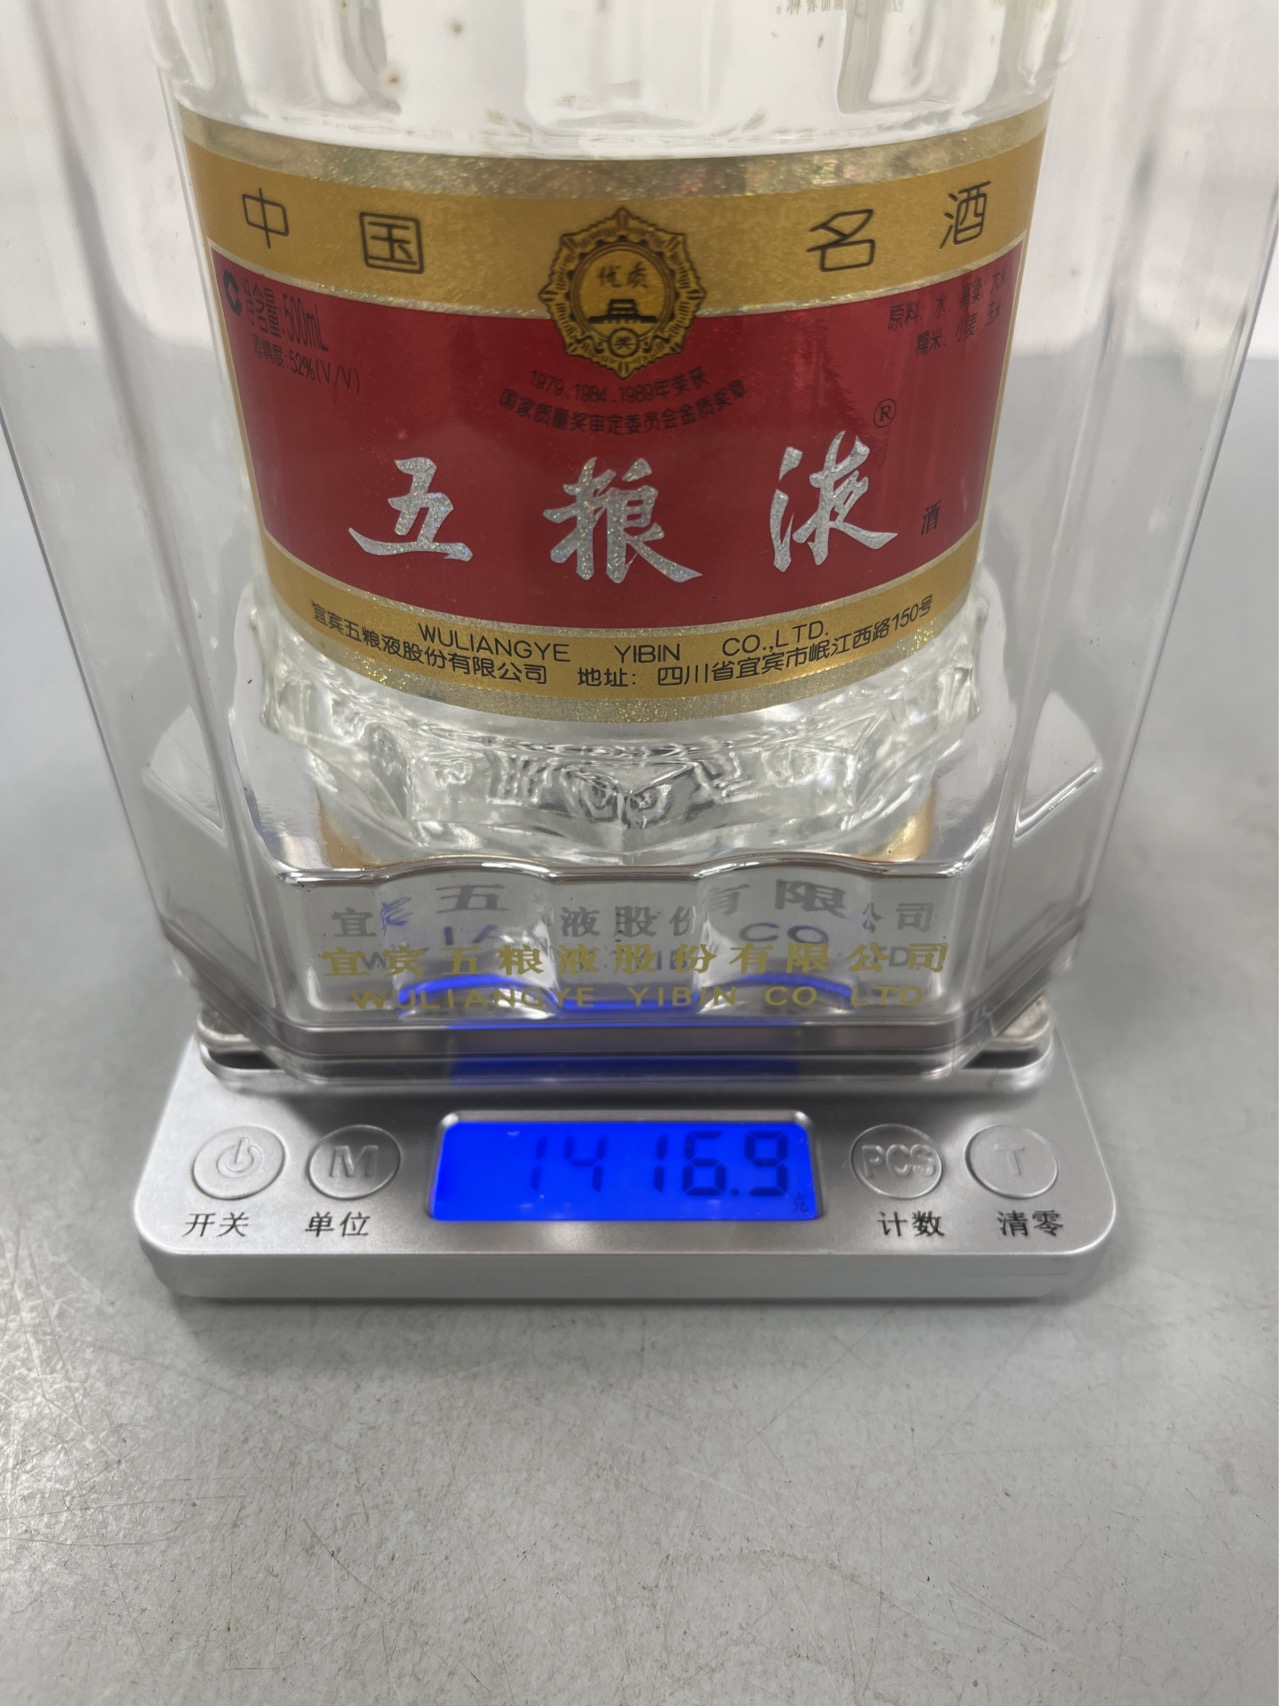 中国 名酒
优质
奖
净含量:500mL
酒精度:52%(V/V)
原料:水、高粱、大米
糯米、小麦、玉米
1979.1984.1989年荣获
国家质量奖审定委员会金质奖章
五粮液®
酒
WULIANGYE YIBIN CO.,LTD.
宜宾五粮液股份有限公司 地址:四川省宜宾市岷江西路150号
宜宾五粮液股份有限公司
WULIANGYE YIBIN CO LTD
1416.9
克
M PCS T
开关 单位 计数 清零